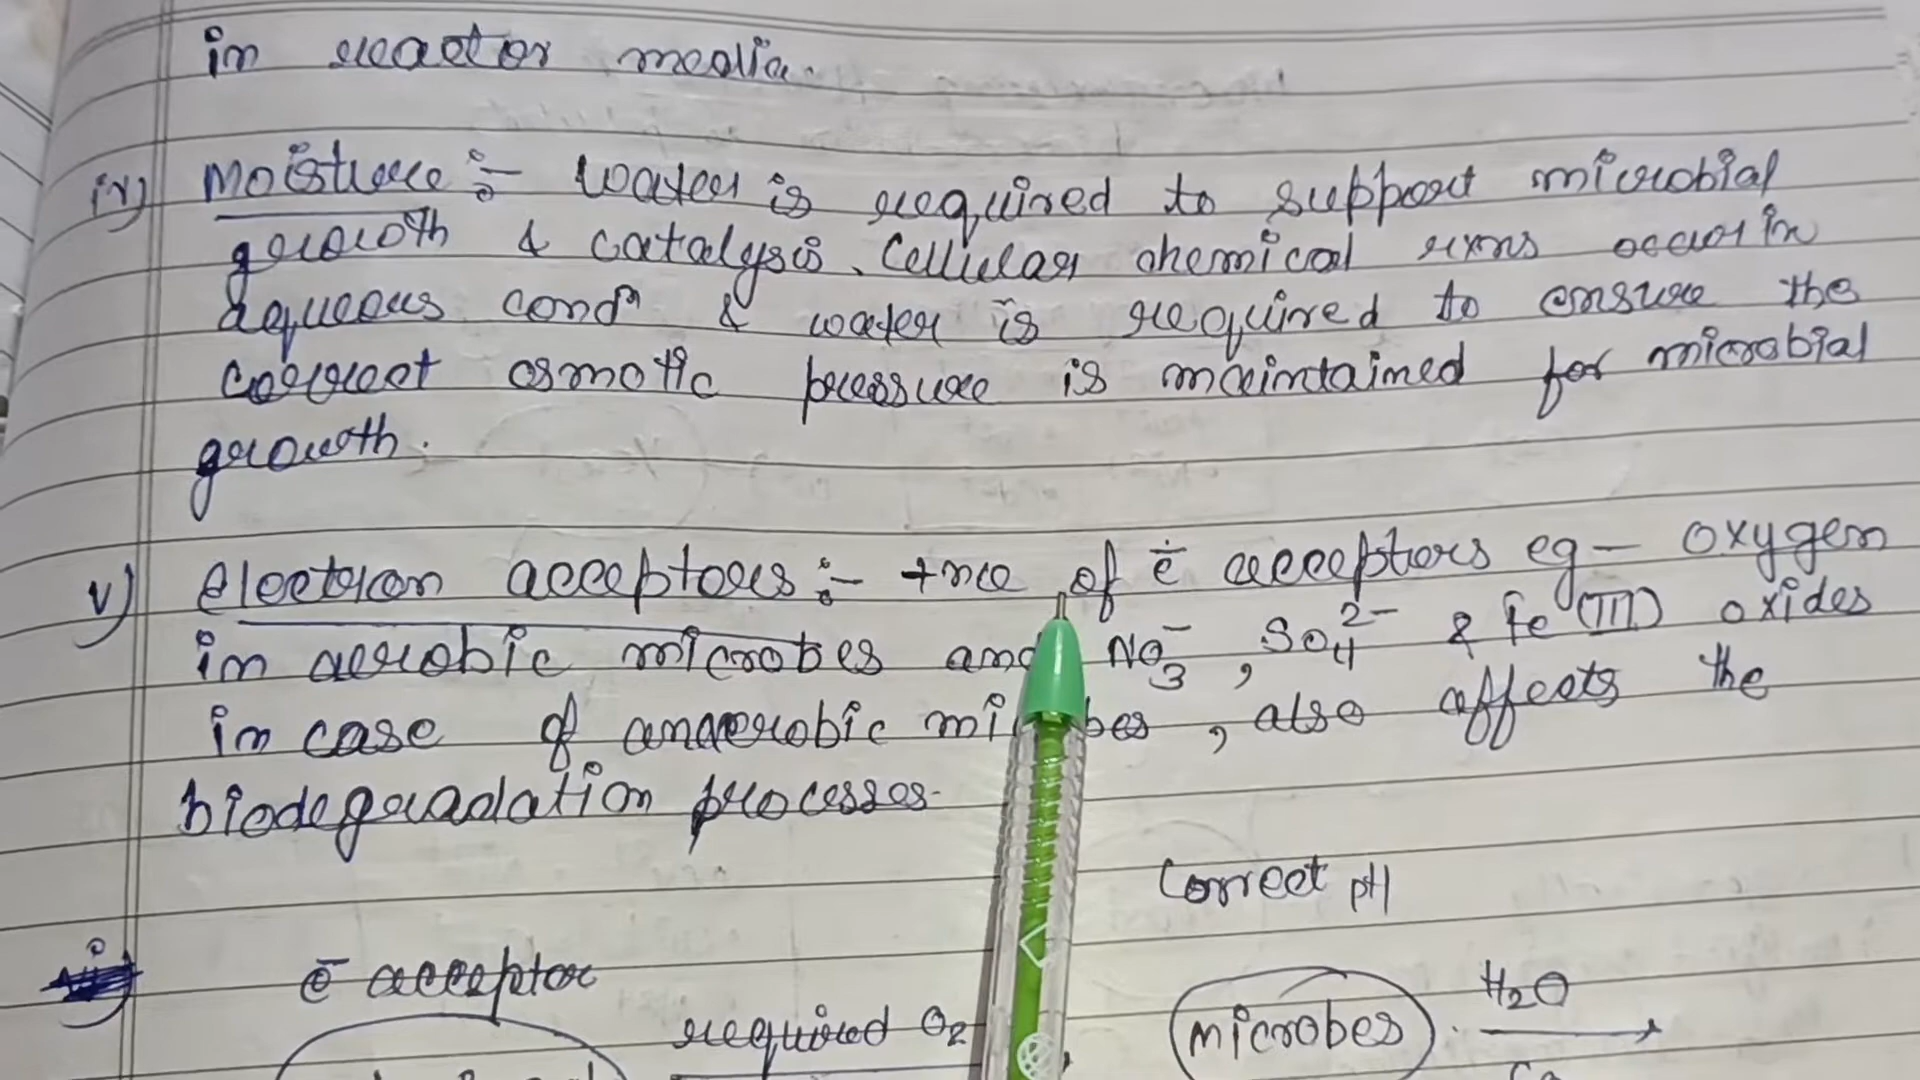 in reactor media.
iv) Moisture :- Water is required to support microbial
growth & catalysis. Cellular chemical rxns occur in
aqueous condn & water is required to ensure the
correct osmotic pressure is maintained for microbial
growth.
v) Electron acceptors :- +nce of e- acceptors eg - oxygen
in aerobic microbes and NO3-, SO4 2- & Fe (III) oxides
in case of anaerobic mi bes, also affects the
biodegradation processes.
Correct pH
e- acceptor
required O2
microbes H2O